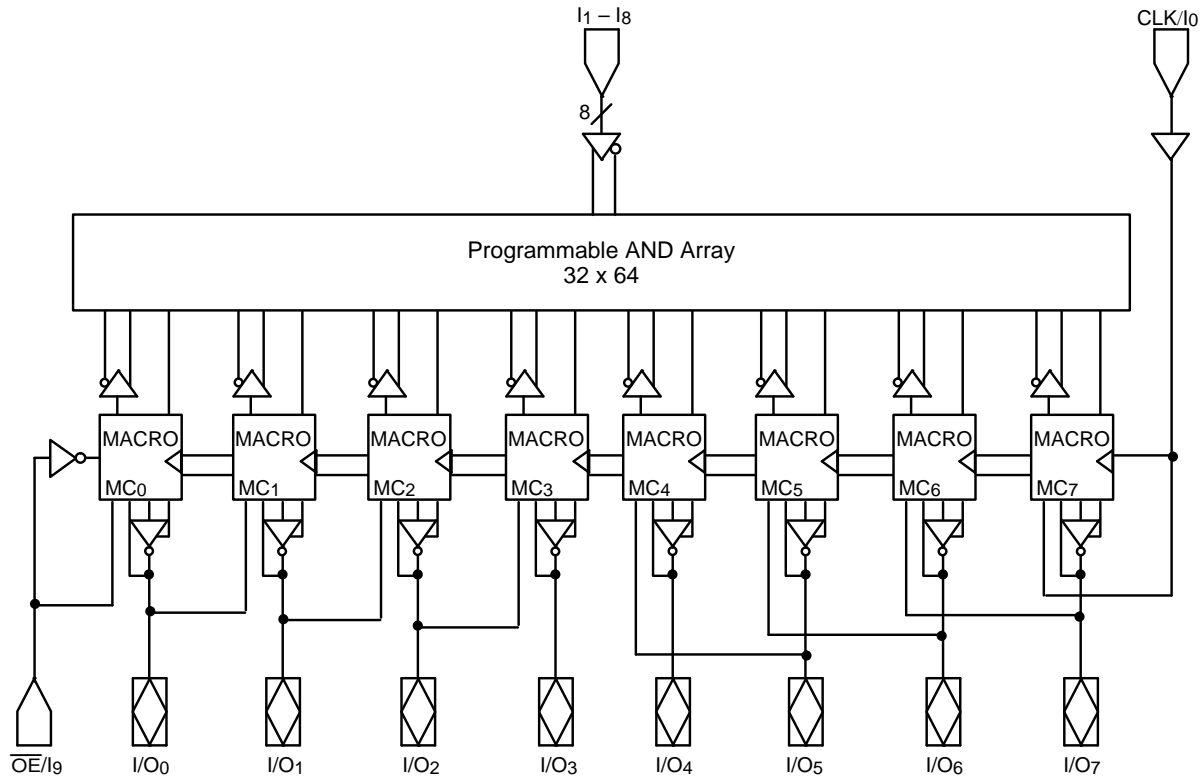 I₁ – I₈
CLK/I₀
8
Programmable AND Array
32 x 64
MACRO MACRO MACRO MACRO MACRO MACRO MACRO MACRO
MC₀ MC₁ MC₂ MC₃ MC₄ MC₅ MC₆ MC₇
O̅E̅/I₉ I/O₀ I/O₁ I/O₂ I/O₃ I/O₄ I/O₅ I/O₆ I/O₇